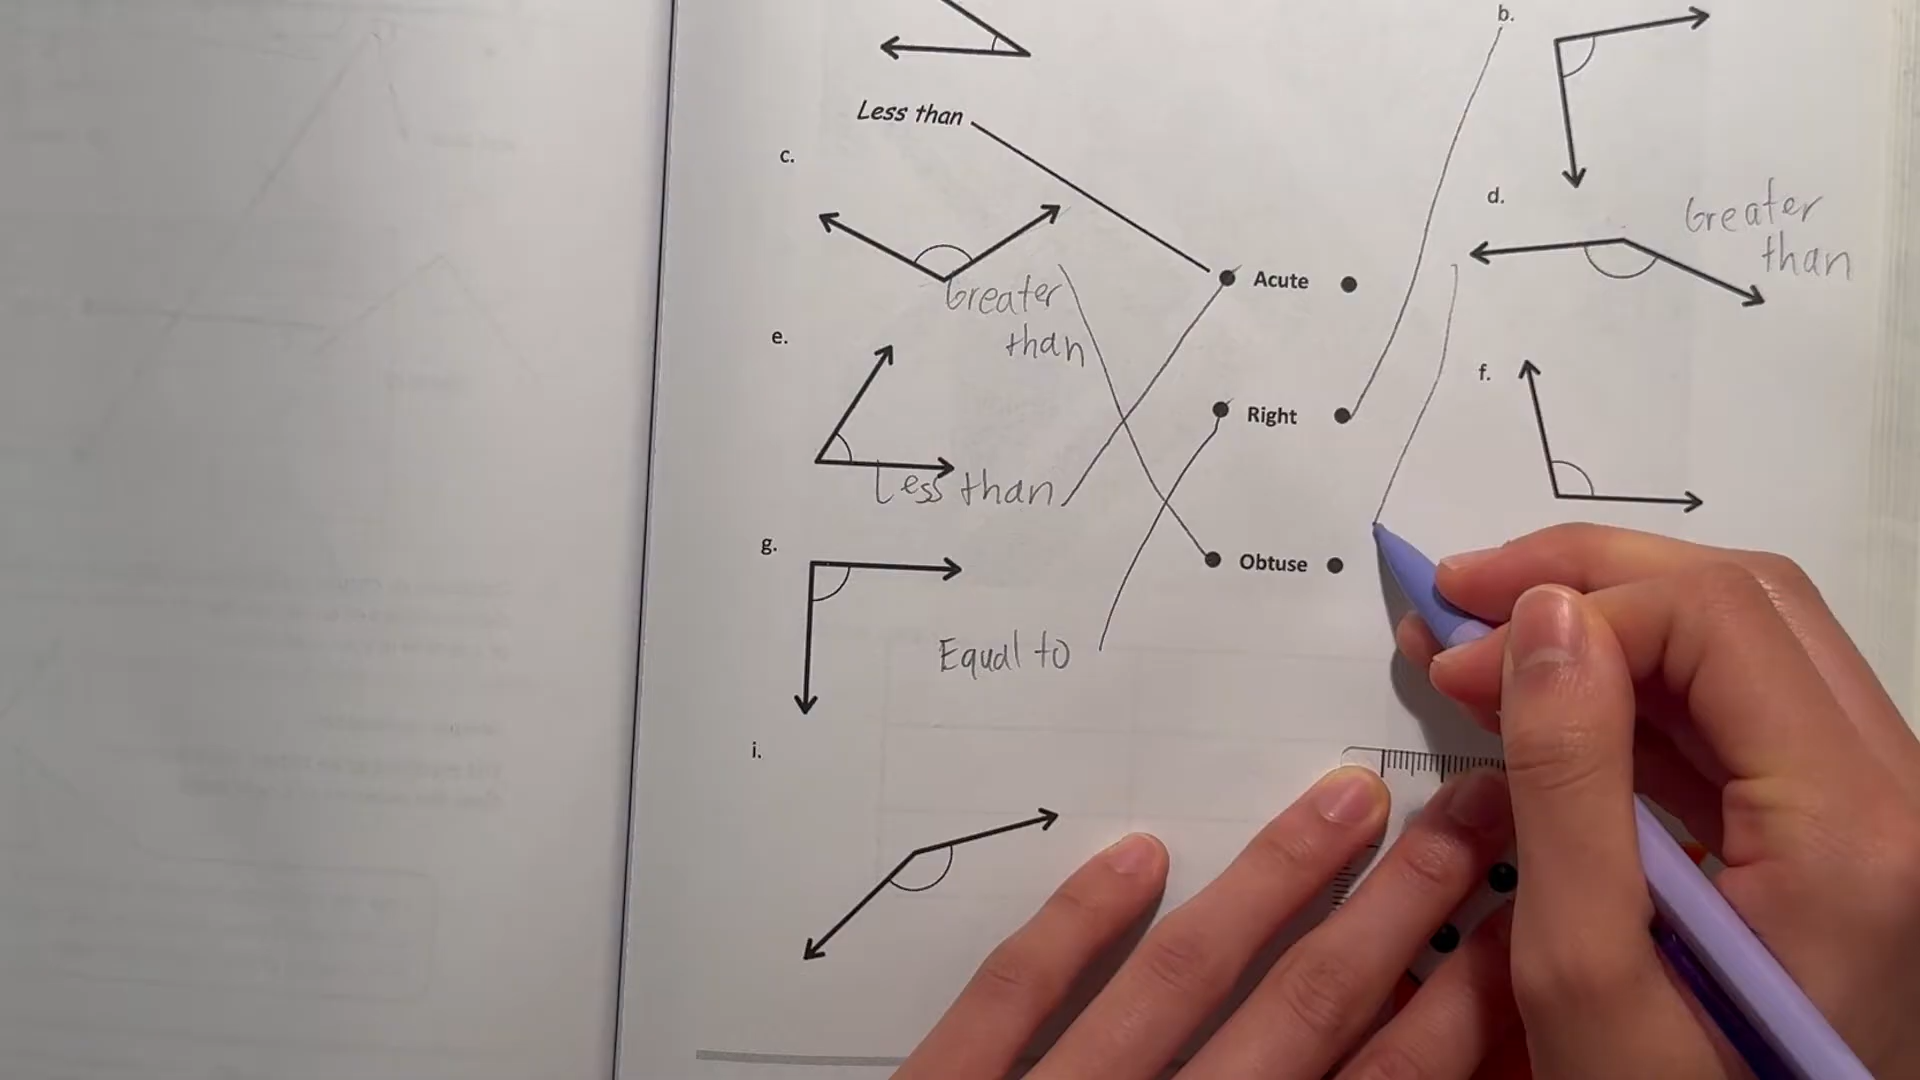 b.
Less than
c.
d.
Greater
than
Acute
Greater
than
e.
f.
Right
Less than
g.
Obtuse
Equal to
i.